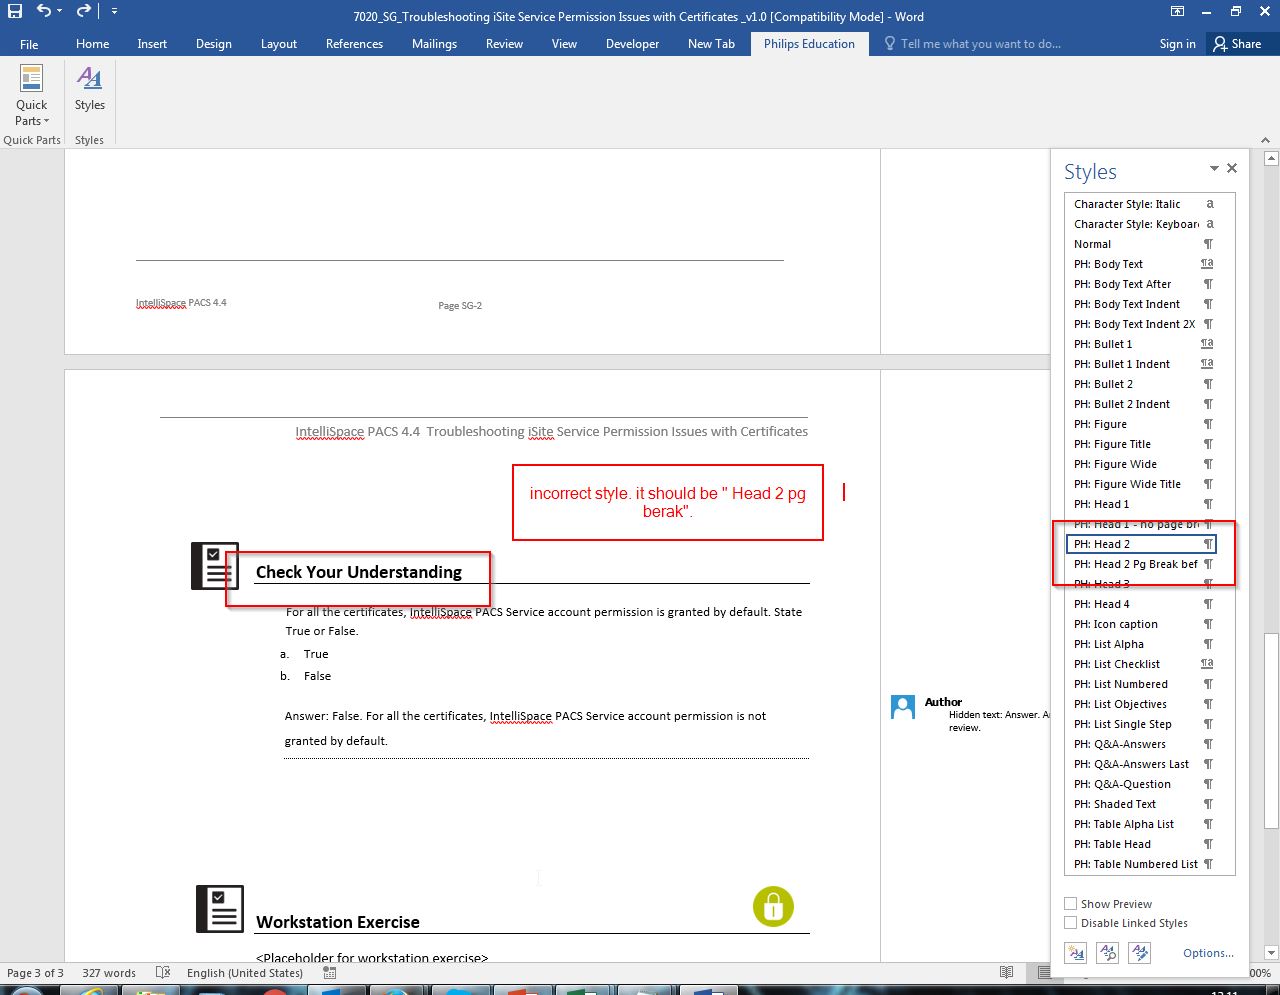 7020_SG_Troubleshooting iSite Service Permission Issues with Certificates _v1.0 [Compatibility Mode] - Word
File Home Insert Design Layout References Mailings Review View Developer New Tab Philips Education Tell me what you want to do... Sign in Share
Quick Parts
Styles
Quick Parts
Styles
IntelliSpace PACS 4.4
Page SG-2
IntelliSpace PACS 4.4 Troubleshooting iSite Service Permission Issues with Certificates
incorrect style. it should be " Head 2 pg
berak".
Check Your Understanding
For all the certificates, IntelliSpace PACS Service account permission is granted by default. State
True or False.
a. True
b. False
Answer: False. For all the certificates, IntelliSpace PACS Service account permission is not
granted by default.
Author
Hidden text: Answer.
review.
Workstation Exercise
<Placeholder for workstation exercise>
Styles
Character Style: Italic a
Character Style: Keyboar a
Normal ¶
PH: Body Text ¶a
PH: Body Text After ¶
PH: Body Text Indent ¶
PH: Body Text Indent 2X ¶
PH: Bullet 1 ¶a
PH: Bullet 1 Indent ¶a
PH: Bullet 2 ¶
PH: Bullet 2 Indent ¶
PH: Figure ¶
PH: Figure Title ¶
PH: Figure Wide ¶
PH: Figure Wide Title ¶
PH: Head 1 ¶
PH: Head 1 - no page br ¶
PH: Head 2 ¶
PH: Head 2 Pg Break bef ¶
PH: Head 3 ¶
PH: Head 4 ¶
PH: Icon caption ¶
PH: List Alpha ¶
PH: List Checklist ¶a
PH: List Numbered ¶
PH: List Objectives ¶
PH: List Single Step ¶
PH: Q&A-Answers ¶
PH: Q&A-Answers Last ¶
PH: Q&A-Question ¶
PH: Shaded Text ¶
PH: Table Alpha List ¶
PH: Table Head ¶
PH: Table Numbered List ¶
Show Preview
Disable Linked Styles
Options...
Page 3 of 3 327 words English (United States)